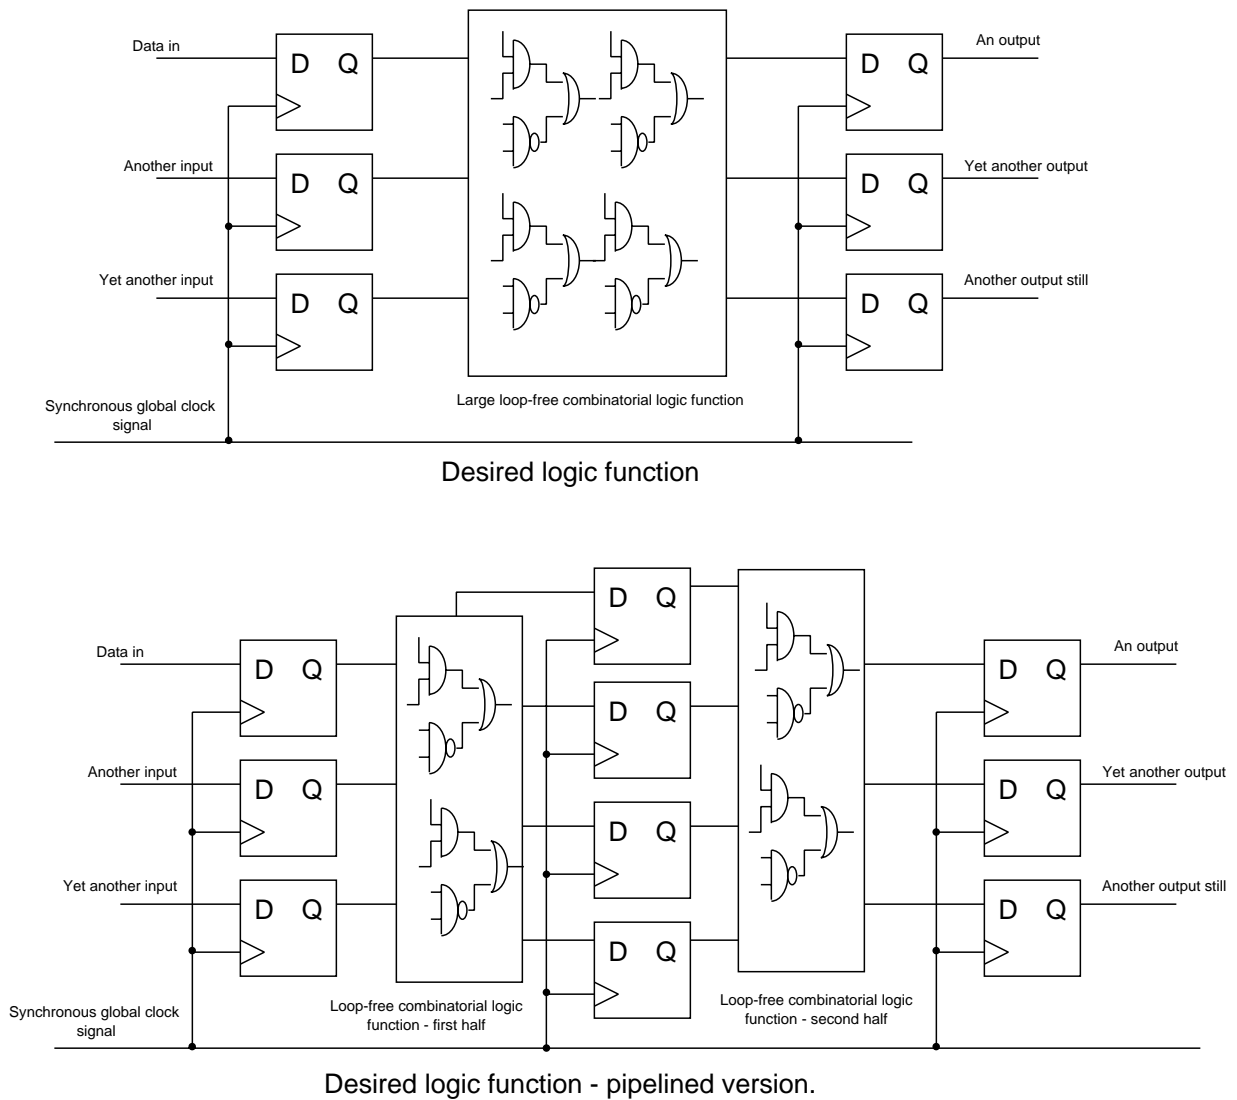 Data in
D Q
An output
D Q
Another input
D Q
Yet another output
D Q
Yet another input
D Q
Another output still
D Q
Large loop-free combinatorial logic function
Synchronous global clock
signal
Desired logic function
D Q
Data in
D Q
An output
D Q
D Q
Another input
D Q
Yet another output
D Q
D Q
Yet another input
D Q
Another output still
D Q
D Q
Loop-free combinatorial logic
function - first half
Loop-free combinatorial logic
function - second half
Synchronous global clock
signal
Desired logic function - pipelined version.